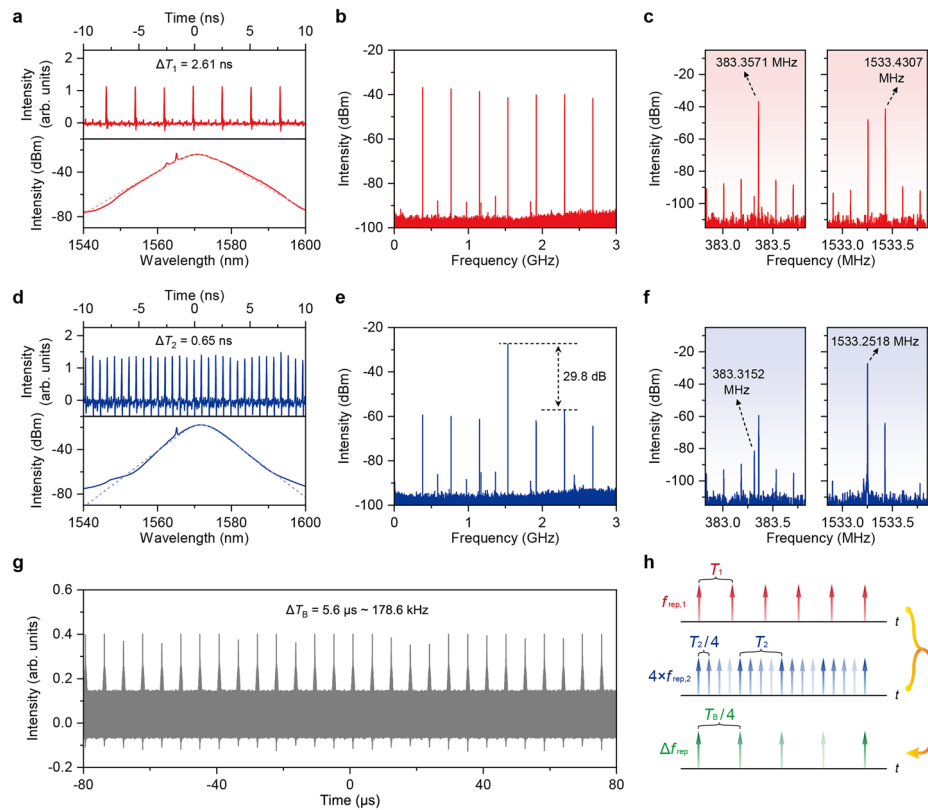 a
Time (ns)
-10 -5 0 5 10
Intensity
(arb. units)
2
1
0
ΔT1 = 2.61 ns
Intensity (dBm)
-40
-80
1540 1560 1580 1600
Wavelength (nm)
b
Intensity (dBm)
-20
-40
-60
-80
-100
0 1 2 3
Frequency (GHz)
c
Intensity (dBm)
-20
-40
-60
-80
-100
383.3571 MHz
1533.4307
MHz
383.0 383.5 1533.0 1533.5
Frequency (MHz)
d
Time (ns)
-10 -5 0 5 10
Intensity
(arb. units)
2
1
0
ΔT2 = 0.65 ns
Intensity (dBm)
-40
-80
1540 1560 1580 1600
Wavelength (nm)
e
Intensity (dBm)
-20
-40
-60
-80
-100
29.8 dB
0 1 2 3
Frequency (GHz)
f
Intensity (dBm)
-20
-40
-60
-80
-100
383.3152
MHz
1533.2518 MHz
383.0 383.5 1533.0 1533.5
Frequency (MHz)
g
Intensity (arb. units)
0.6
0.4
0.2
0.0
-0.2
ΔTB = 5.6 µs ~ 178.6 kHz
-80 -40 0 40 80
Time (µs)
h
T1
frep,1
t
T2/4 T2
4×frep,2
t
TB/4
Δfrep
t